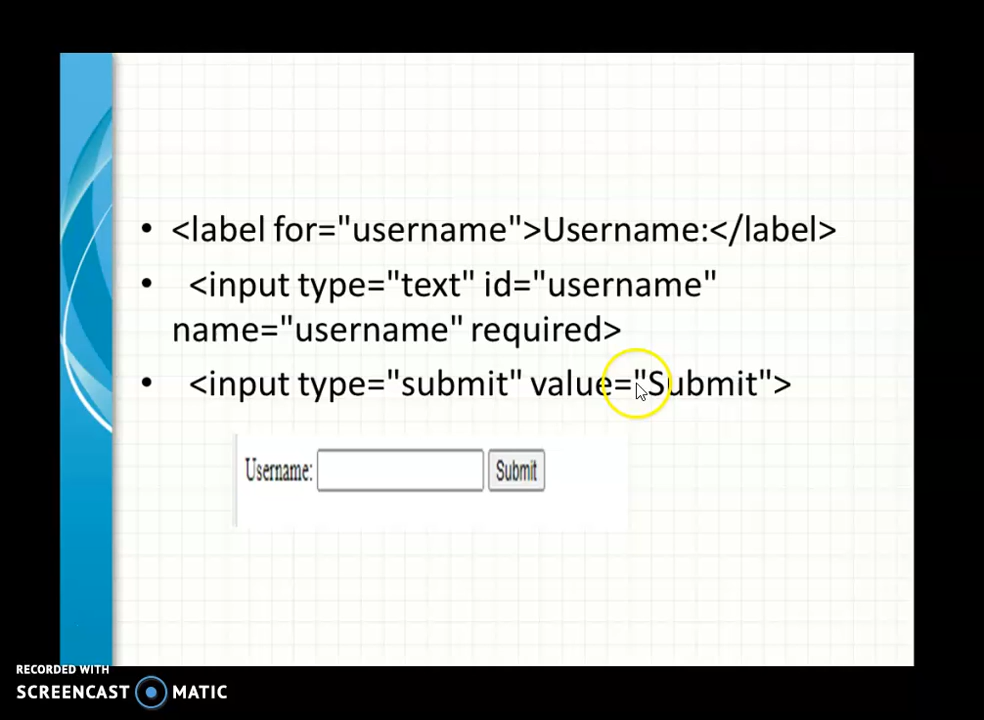 • <label for="username">Username:</label>
• <input type="text" id="username"
name="username" required>
• <input type="submit" value="Submit">
Username: Submit
RECORDED WITH
SCREENCAST MATIC